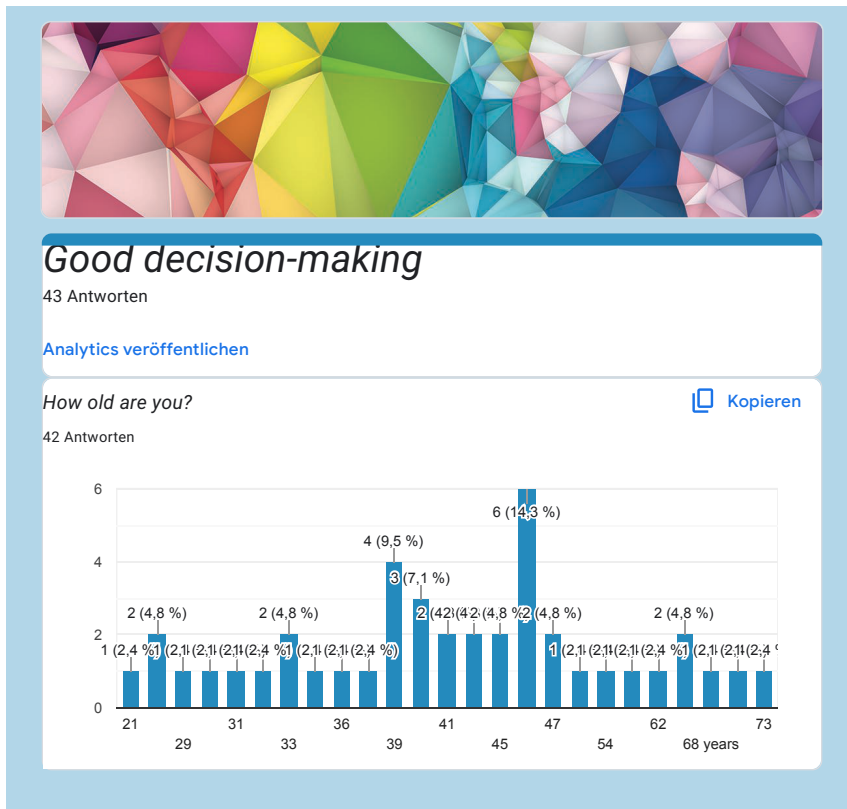 Good decision-making
43 Antworten
Analytics veröffentlichen
How old are you?
Kopieren
42 Antworten
6
6 (14,3 %)
4 (9,5 %)
4
3 (7,1 %)
2 (4,8 %) 2 (4,8 %) (4,8 %) 2 (4,8 %)
2
1 (2,4 %)
0
21 31 36 41 47 62 73
29 33 39 45 54 68 years